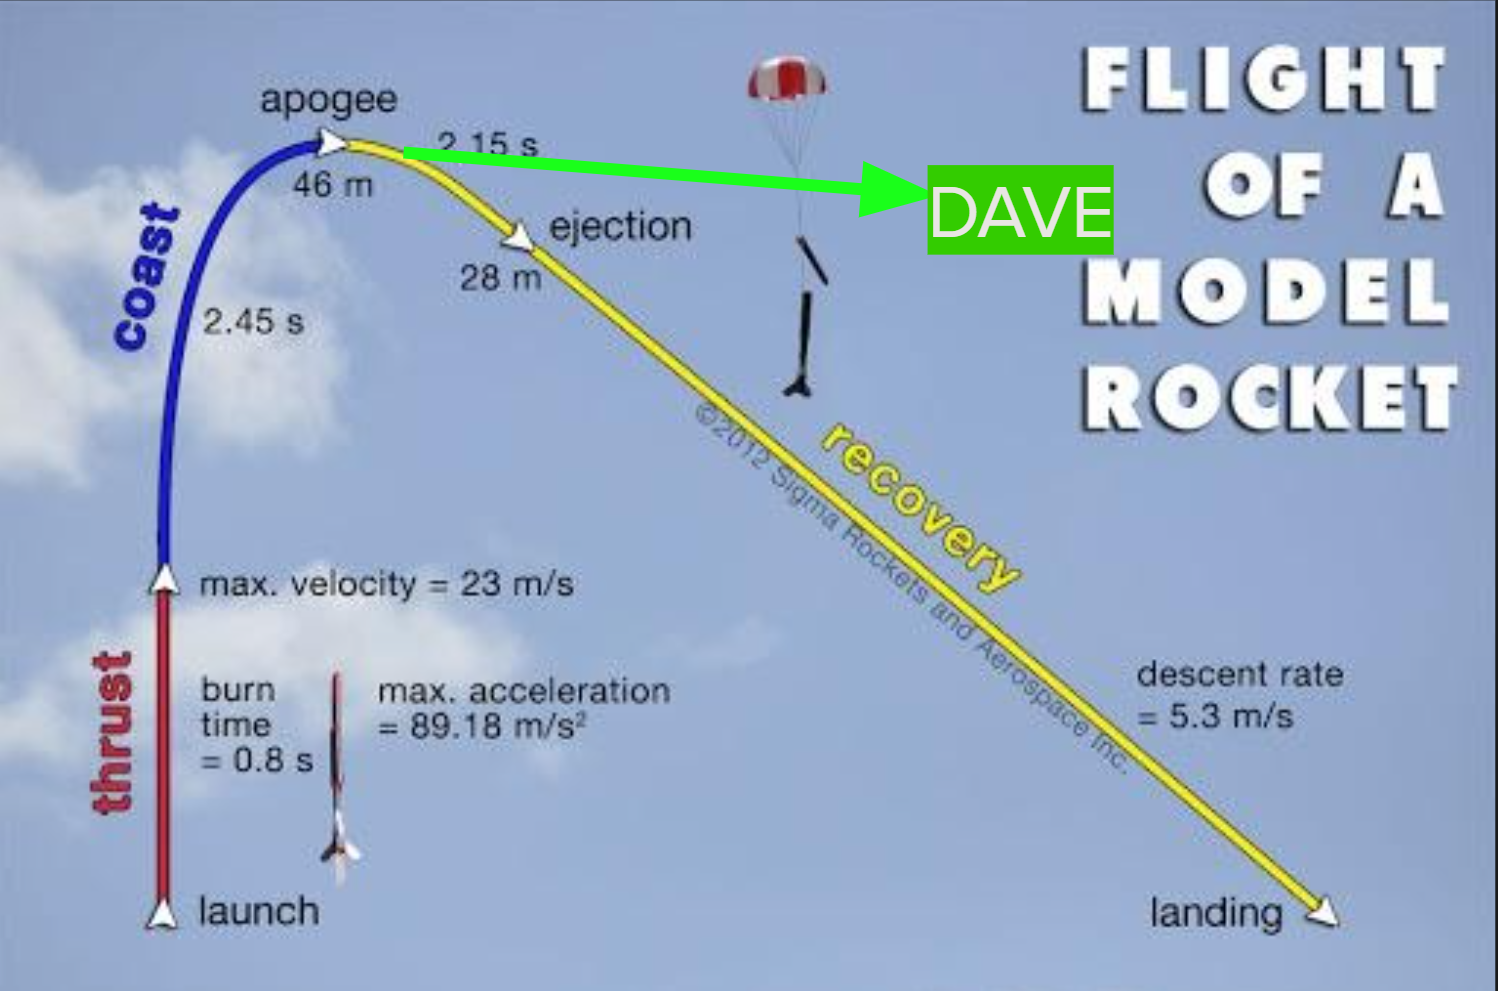 FLIGHT
OF A
MODEL
ROCKET
apogee
2.15 s
46 m
DAVE
ejection
28 m
coast
2.45 s
©2012 Sigma Rockets and Aerospace Inc.
recovery
max. velocity = 23 m/s
thrust
burn
time
= 0.8 s
max. acceleration
= 89.18 m/s²
descent rate
= 5.3 m/s
launch
landing